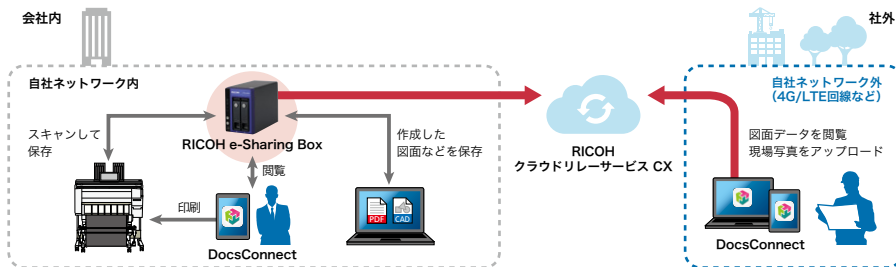 会社内
社外
自社ネットワーク内
自社ネットワーク外
(4G/LTE回線など)
スキャンして
保存
RICOH e-Sharing Box
作成した
図面などを保存
RICOH
クラウドリレーサービス CX
図面データを閲覧
現場写真をアップロード
閲覧
印刷
PDF
CAD
DocsConnect
DocsConnect